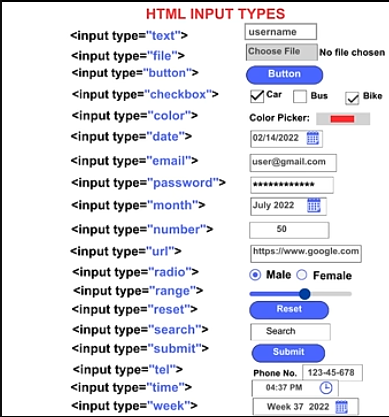 HTML INPUT TYPES
<input type="text"> username
<input type="file"> Choose File No file chosen
<input type="button"> Button
<input type="checkbox"> Car Bus Bike
<input type="color"> Color Picker:
<input type="date"> 02/14/2022
<input type="email"> user@gmail.com
<input type="password"> ************
<input type="month"> July 2022
<input type="number"> 50
<input type="url"> https://www.google.com
<input type="radio"> Male Female
<input type="range">
<input type="reset"> Reset
<input type="search"> Search
<input type="submit"> Submit
<input type="tel"> Phone No. 123-45-678
<input type="time"> 04:37 PM
<input type="week"> Week 37 2022